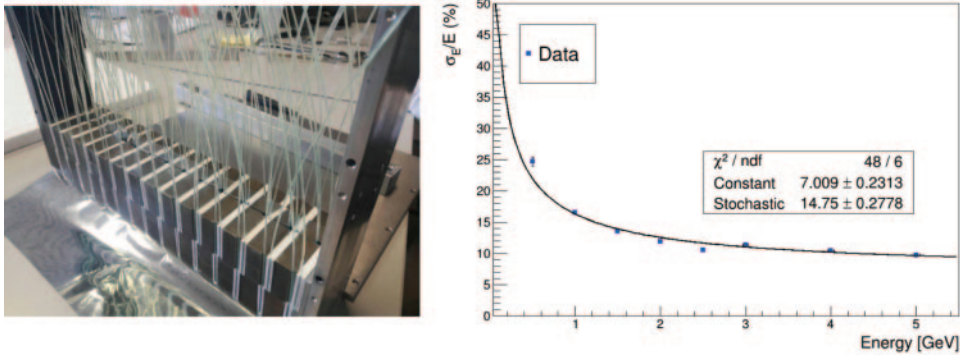 σE/E (%)
50
45
40
35
30
25
20
15
10
5
0
Data
χ² / ndf 48 / 6
Constant 7.009 ± 0.2313
Stochastic 14.75 ± 0.2778
1 2 3 4 5
Energy [GeV]